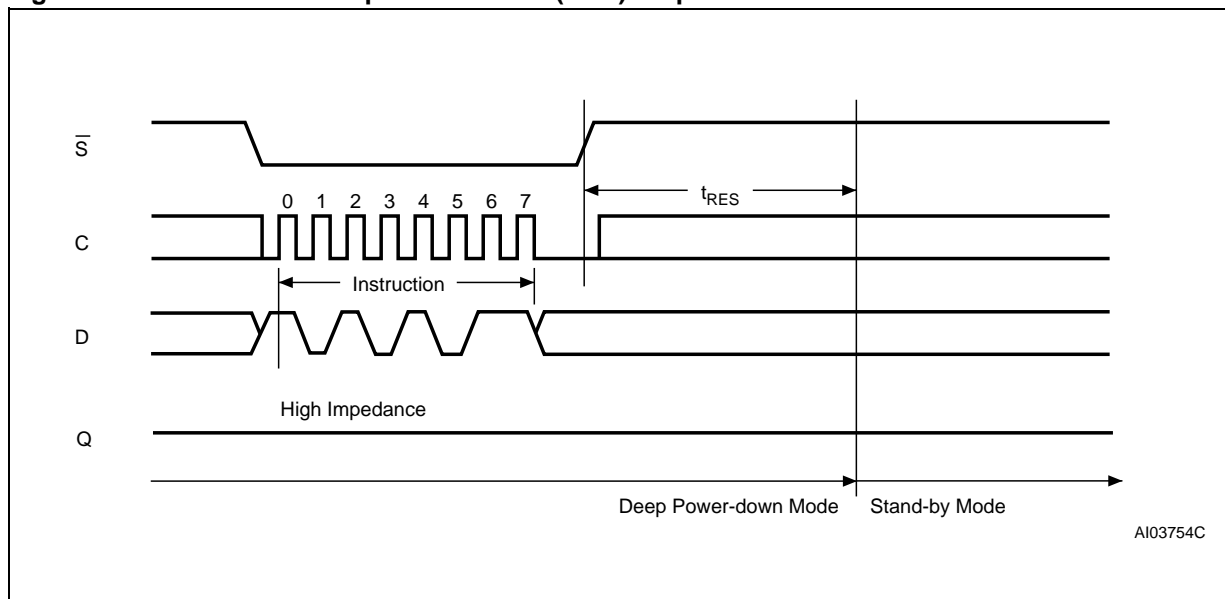 S̅
0 1 2 3 4 5 6 7
tRES
C
Instruction
D
High Impedance
Q
Deep Power-down Mode
Stand-by Mode
AI03754C